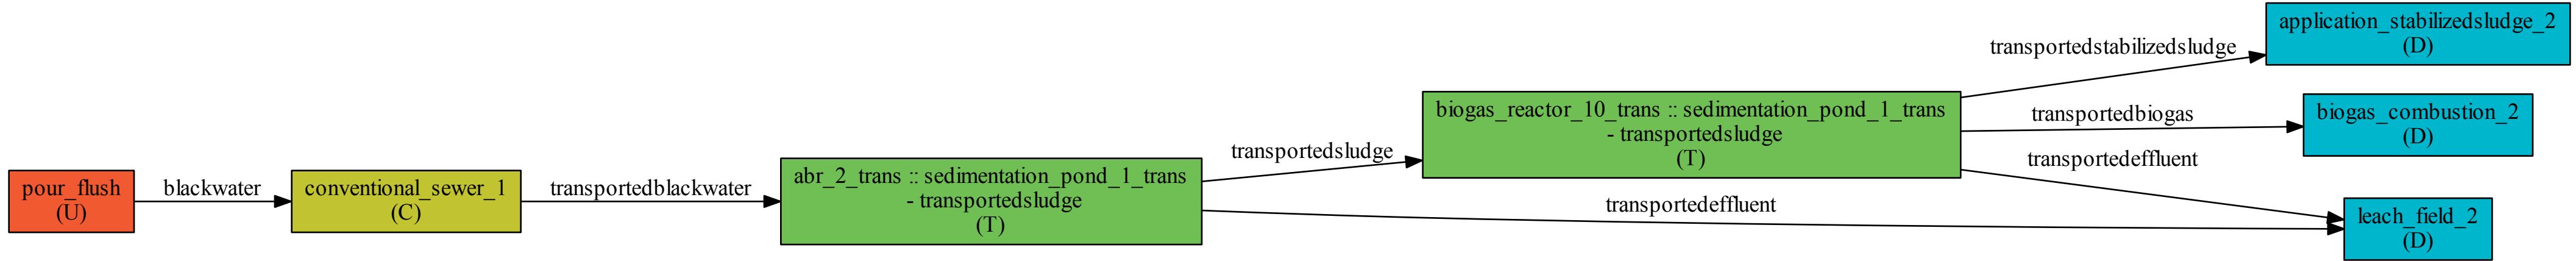 pour_flush
(U)
blackwater
conventional_sewer_1
(C)
transportedblackwater
abr_2_trans :: sedimentation_pond_1_trans
- transportedsludge
(T)
transportedsludge
transportedeffluent
biogas_reactor_10_trans :: sedimentation_pond_1_trans
- transportedsludge
(T)
transportedstabilizedsludge
transportedbiogas
transportedeffluent
application_stabilizedsludge_2
(D)
biogas_combustion_2
(D)
leach_field_2
(D)